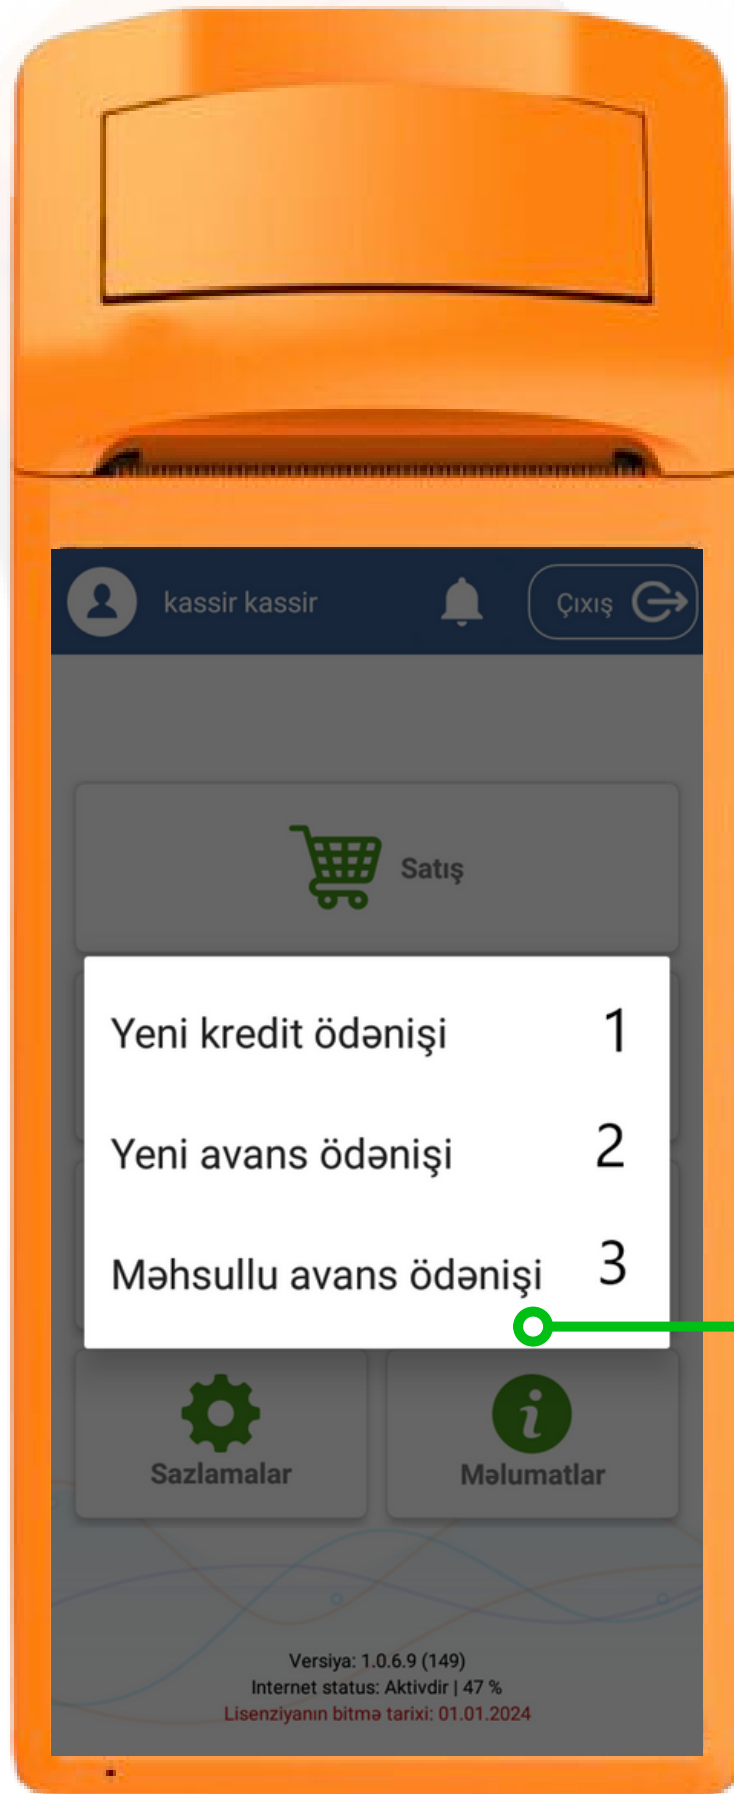 kassir kassir
Çıxış
Satış
Yeni kredit ödənişi 1
Yeni avans ödənişi 2
Məhsullu avans ödənişi 3
Sazlamalar
Məlumatlar
Versiya: 1.0.6.9 (149)
Internet status: Aktivdir | 47 %
Lisenziyanın bitmə tarixi: 01.01.2024